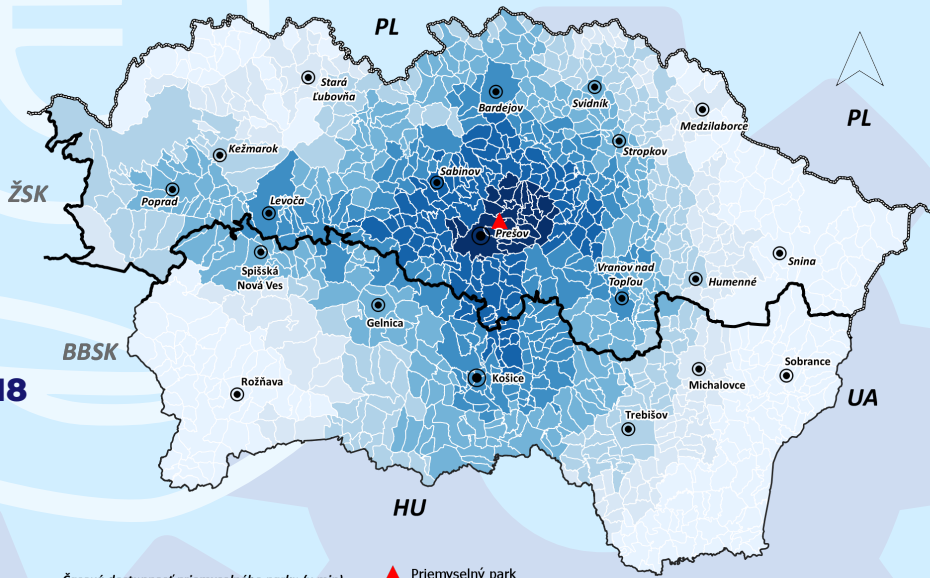 PL
Stará
Ľubovňa
Bardejov
Svidník
Medzilaborce
PL
Stropkov
Kežmarok
Sabinov
ŽSK
Poprad
Levoča
Prešov
Spišská
Nová Ves
Vranov nad
Topľou
Humenné
Snina
Gelnica
BBSK
Košice
Michalovce
Sobrance
18
Rožňava
UA
Trebišov
HU
Priemyselný park